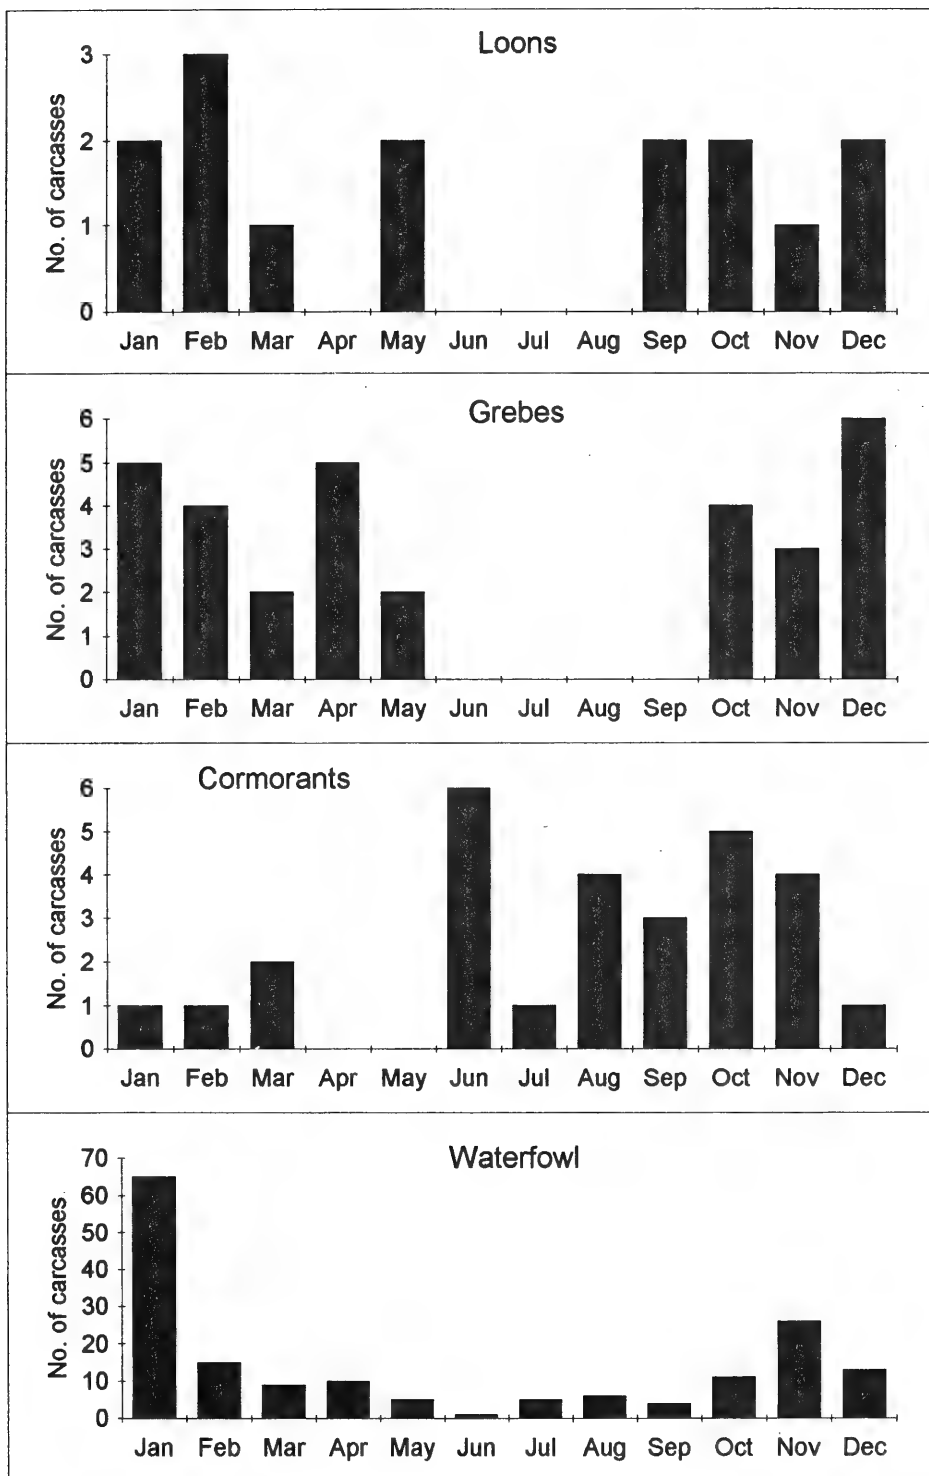 Loons
No. of carcasses
3
2
1
0
Jan Feb Mar Apr May Jun Jul Aug Sep Oct Nov Dec
Grebes
No. of carcasses
6
5
4
3
2
1
0
Jan Feb Mar Apr May Jun Jul Aug Sep Oct Nov Dec
Cormorants
No. of carcasses
6
5
4
3
2
1
0
Jan Feb Mar Apr May Jun Jul Aug Sep Oct Nov Dec
Waterfowl
No. of carcasses
70
60
50
40
30
20
10
0
Jan Feb Mar Apr May Jun Jul Aug Sep Oct Nov Dec